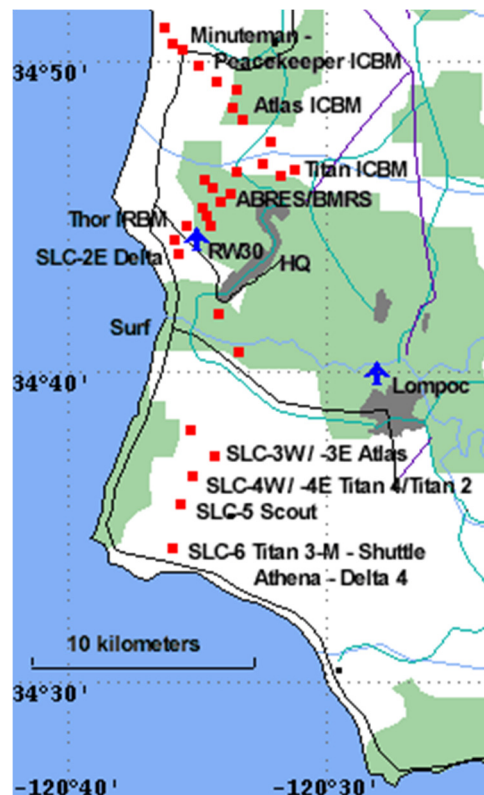 Minuteman -
34°50'
Peacekeeper ICBM
Atlas ICBM
Titan ICBM
ABRES/BMRS
Thor IRBM
RW30
SLC-2E Delta
HQ
Surf
34°40'
Lompoc
SLC-3W/ -3E Atlas
SLC-4W/ -4E Titan 4/Titan 2
SLC-5 Scout
SLC-6 Titan 3-M - Shuttle
Athena - Delta 4
10 kilometers
34°30'
-120°40' -120°30'